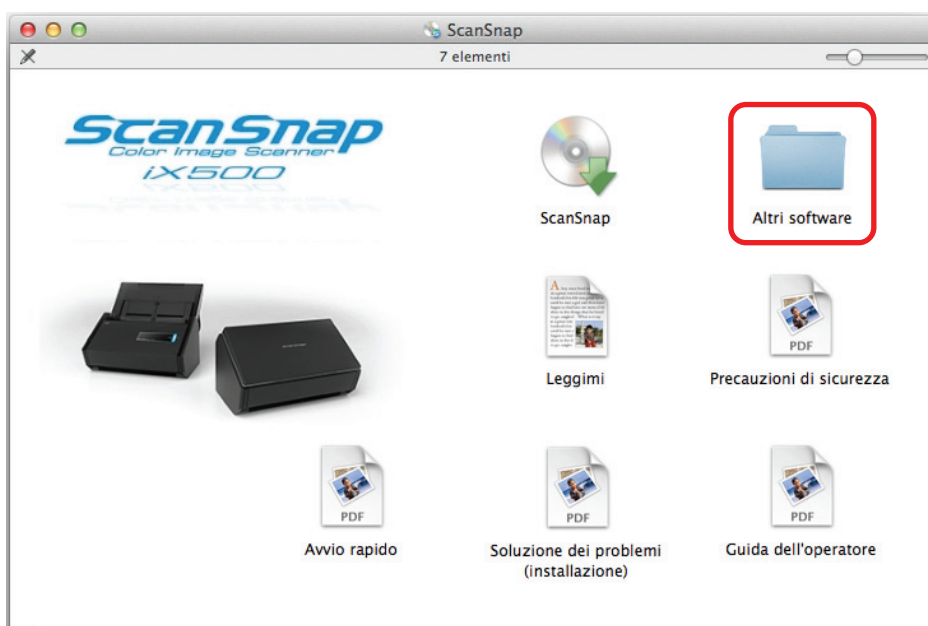 ScanSnap
7 elementi
ScanSnap
Color Image Scanner
iX500
ScanSnap
Altri software
Leggimi
PDF
Precauzioni di sicurezza
PDF
Avvio rapido
PDF
Soluzione dei problemi
(installazione)
PDF
Guida dell'operatore